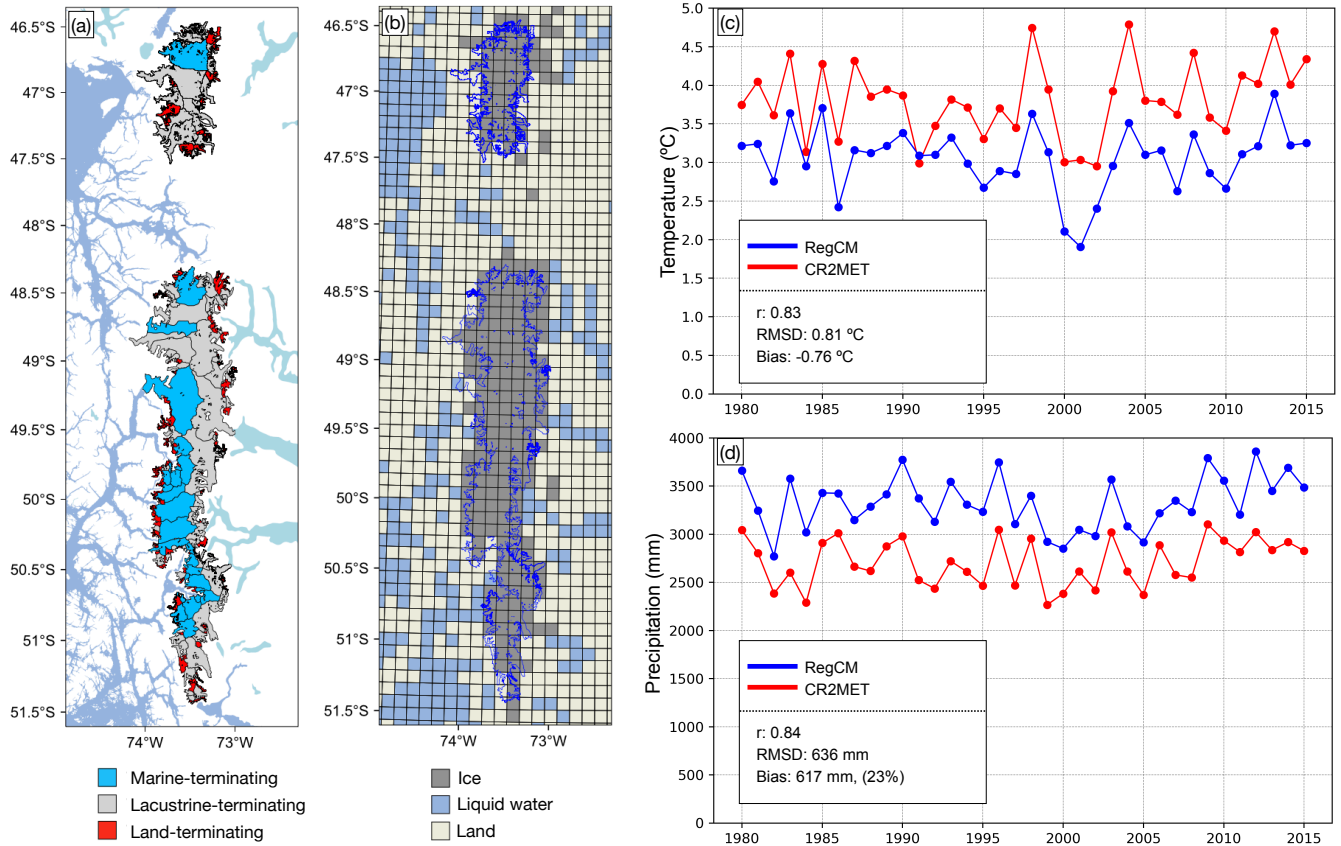 (a)
46.5°S
47°S
47.5°S
48°S
48.5°S
49°S
49.5°S
50°S
50.5°S
51°S
51.5°S
74°W
73°W
Marine-terminating
Lacustrine-terminating
Land-terminating
(b)
46.5°S
47°S
47.5°S
48°S
48.5°S
49°S
49.5°S
50°S
50.5°S
51°S
51.5°S
74°W
73°W
Ice
Liquid water
Land
(c)
Temperature (ºC)
5.0
4.5
4.0
3.5
3.0
2.5
2.0
1.5
1.0
0.5
0.0
RegCM
CR2MET
r: 0.83
RMSD: 0.81 ºC
Bias: -0.76 ºC
1980 1985 1990 1995 2000 2005 2010 2015
(d)
Precipitation (mm)
4000
3500
3000
2500
2000
1500
1000
500
0
RegCM
CR2MET
r: 0.84
RMSD: 636 mm
Bias: 617 mm, (23%)
1980 1985 1990 1995 2000 2005 2010 2015